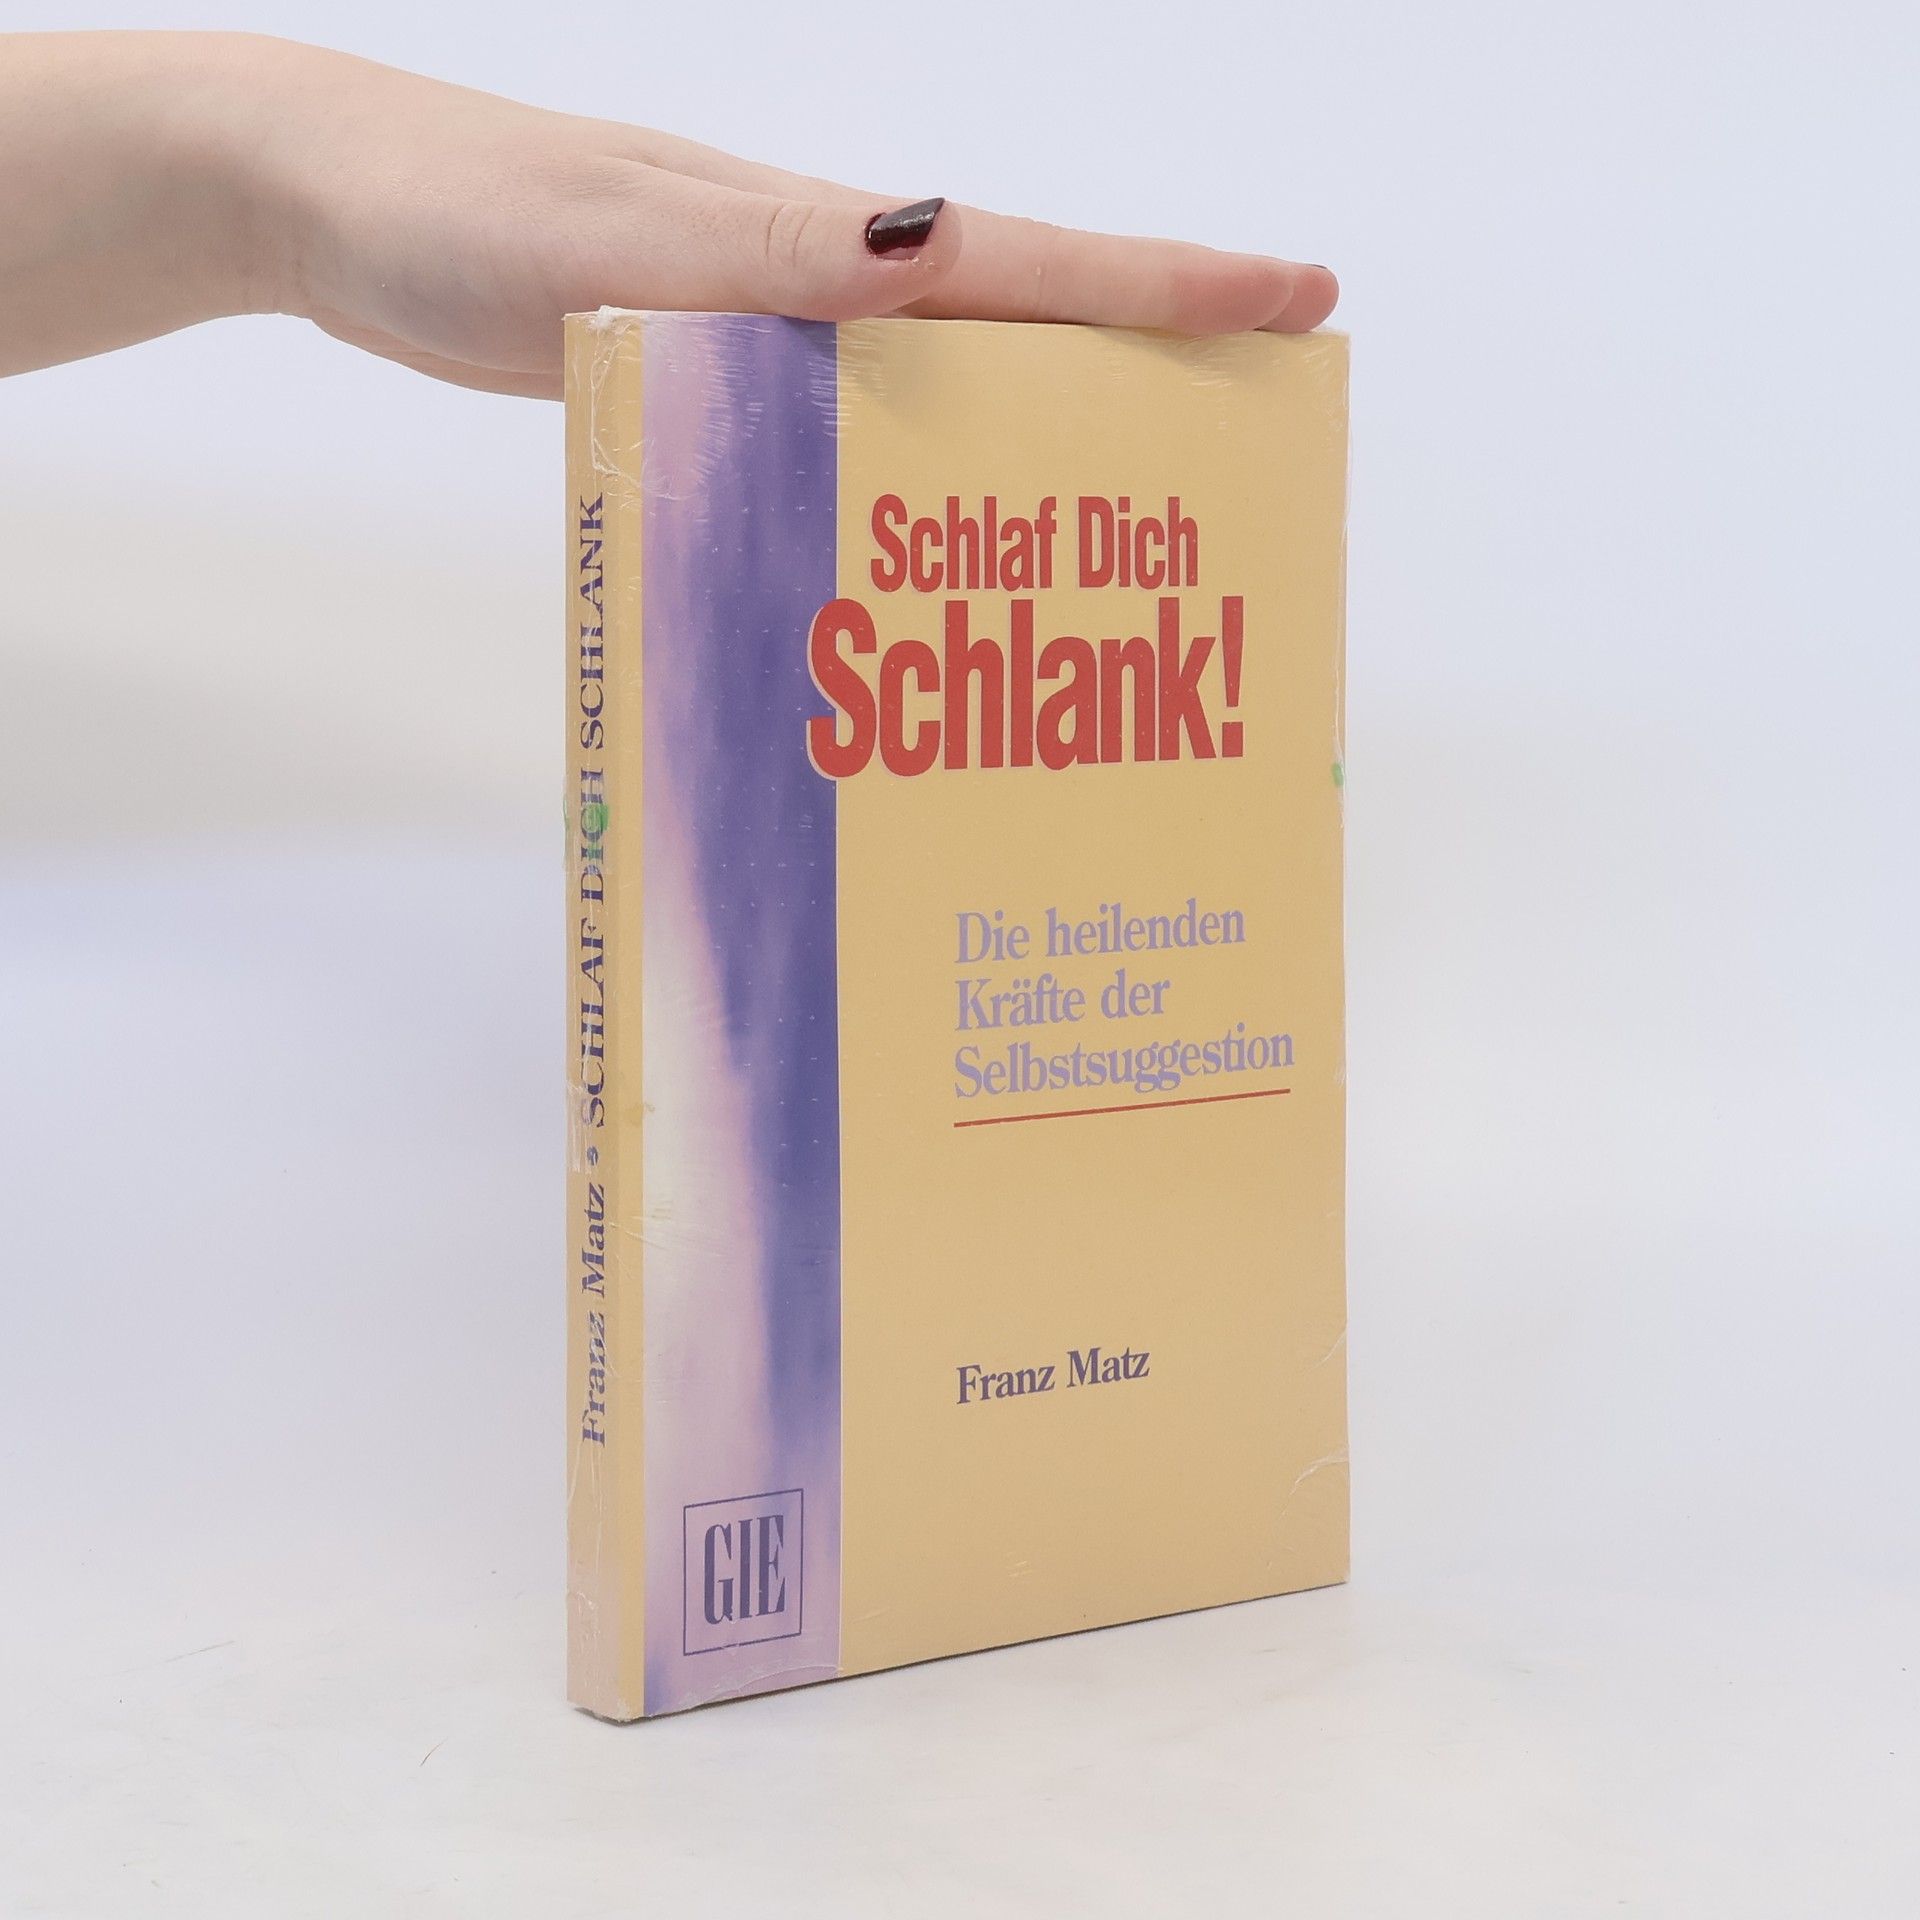 Franz Matz • SCHLAF DICH SCHLANK
Schlaf Dich
Schlank!
Die heilenden
Kräfte der
Selbstsuggestion
Franz Matz
GIE